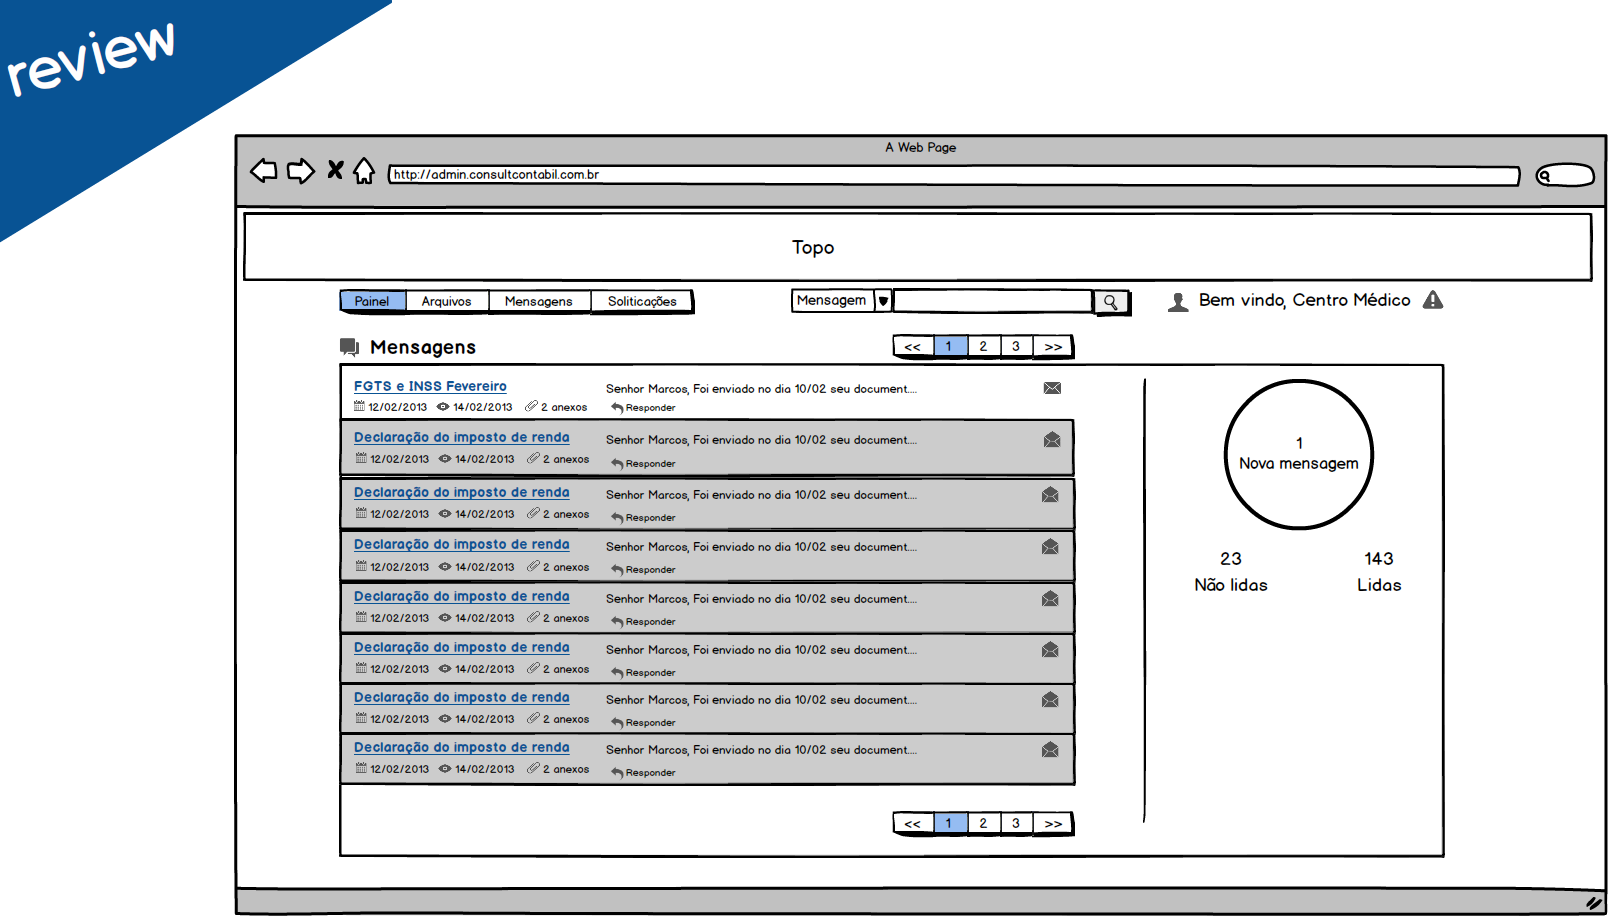 review
A Web Page
http://admin.consultcontabil.com.br
Topo
Painel Arquivos Mensagens Soliticações
Mensagem
Bem vindo, Centro Médico
Mensagens
<< 1 2 3 >>
FGTS e INSS Fevereiro Senhor Marcos, Foi enviado no dia 10/02 seu document....
12/02/2013 14/02/2013 2 anexos Responder
Declaração do imposto de renda Senhor Marcos, Foi enviado no dia 10/02 seu document....
12/02/2013 14/02/2013 2 anexos Responder
Declaração do imposto de renda Senhor Marcos, Foi enviado no dia 10/02 seu document....
12/02/2013 14/02/2013 2 anexos Responder
Declaração do imposto de renda Senhor Marcos, Foi enviado no dia 10/02 seu document....
12/02/2013 14/02/2013 2 anexos Responder
Declaração do imposto de renda Senhor Marcos, Foi enviado no dia 10/02 seu document....
12/02/2013 14/02/2013 2 anexos Responder
Declaração do imposto de renda Senhor Marcos, Foi enviado no dia 10/02 seu document....
12/02/2013 14/02/2013 2 anexos Responder
Declaração do imposto de renda Senhor Marcos, Foi enviado no dia 10/02 seu document....
12/02/2013 14/02/2013 2 anexos Responder
Declaração do imposto de renda Senhor Marcos, Foi enviado no dia 10/02 seu document....
12/02/2013 14/02/2013 2 anexos Responder
<< 1 2 3 >>
1
Nova mensagem
23 143
Não lidas Lidas